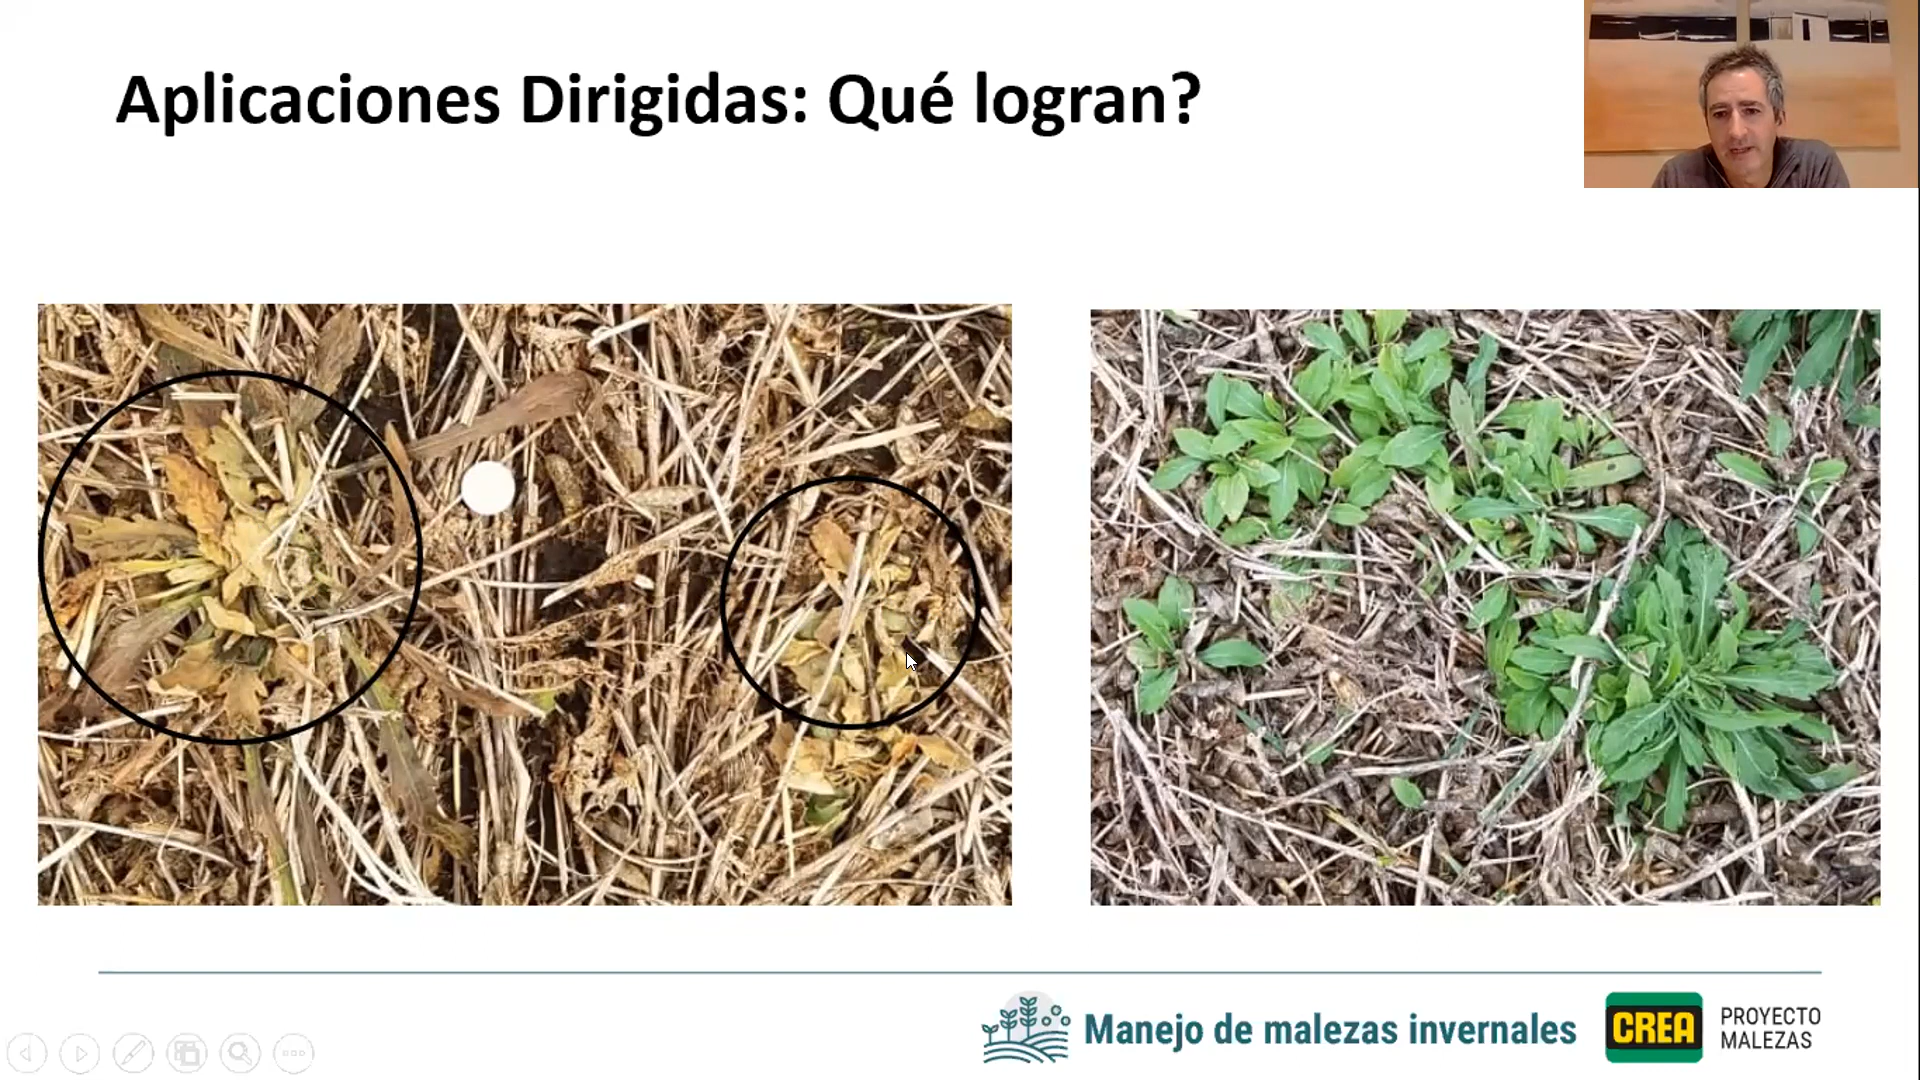 Aplicaciones Dirigidas: Qué logran?
Manejo de malezas invernales
CREA
PROYECTO
MALEZAS